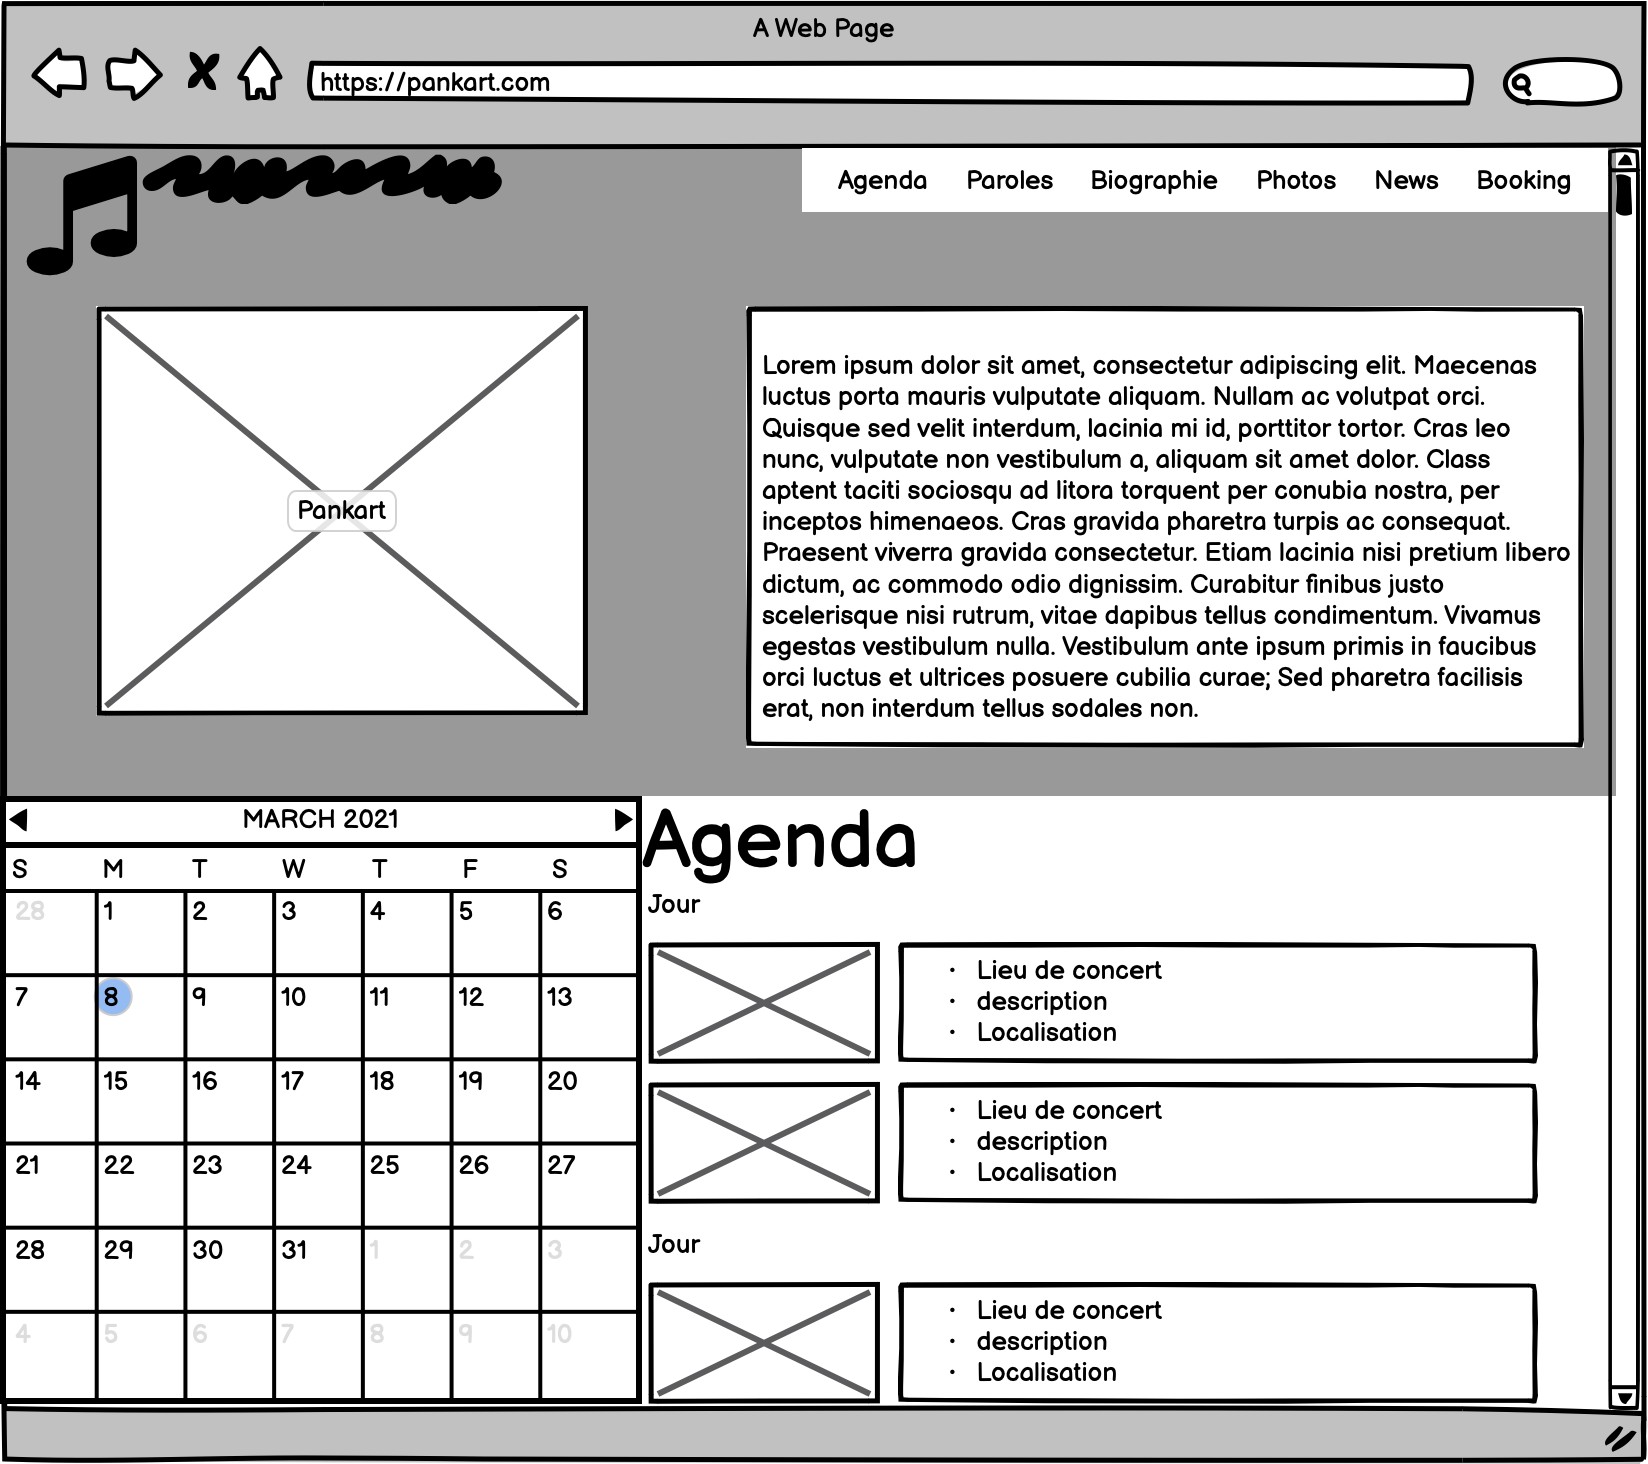 A Web Page
https://pankart.com
Agenda Paroles Biographie Photos News Booking
Pankart
Lorem ipsum dolor sit amet, consectetur adipiscing elit. Maecenas
luctus porta mauris vulputate aliquam. Nullam ac volutpat orci.
Quisque sed velit interdum, lacinia mi id, porttitor tortor. Cras leo
nunc, vulputate non vestibulum a, aliquam sit amet dolor. Class
aptent taciti sociosqu ad litora torquent per conubia nostra, per
inceptos himenaeos. Cras gravida pharetra turpis ac consequat.
Praesent viverra gravida consectetur. Etiam lacinia nisi pretium libero
dictum, ac commodo odio dignissim. Curabitur finibus justo
scelerisque nisi rutrum, vitae dapibus tellus condimentum. Vivamus
egestas vestibulum nulla. Vestibulum ante ipsum primis in faucibus
orci luctus et ultrices posuere cubilia curae; Sed pharetra facilisis
erat, non interdum tellus sodales non.
MARCH 2021
S M T W T F S
28 1 2 3 4 5 6
7 8 9 10 11 12 13
14 15 16 17 18 19 20
21 22 23 24 25 26 27
28 29 30 31 1 2 3
4 5 6 7 8 9 10
Agenda
Jour
• Lieu de concert
• description
• Localisation
• Lieu de concert
• description
• Localisation
Jour
• Lieu de concert
• description
• Localisation